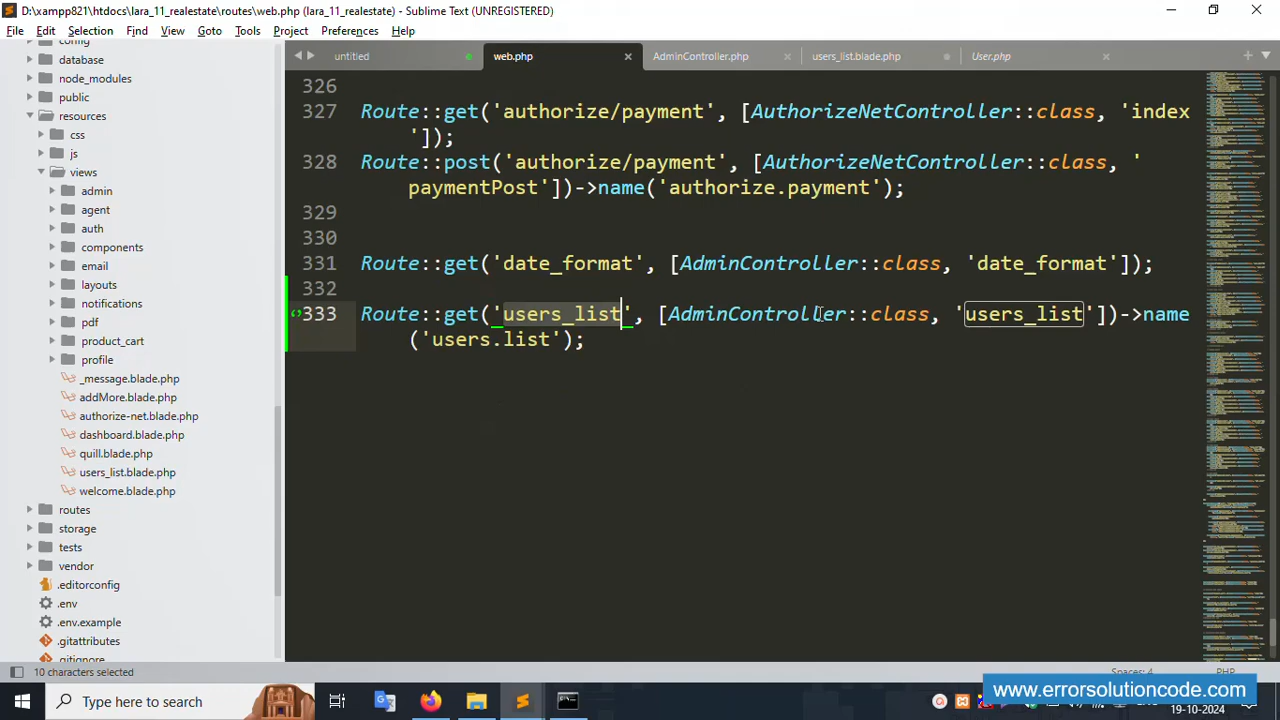 D:\xampp821\htdocs\lara_11_realestate\routes\web.php (lara_11_realestate) - Sublime Text (UNREGISTERED)
File Edit Selection Find View Goto Tools Project Preferences Help
config
database
node_modules
public
resources
css
js
views
admin
agent
auth
components
email
layouts
notifications
pdf
product_cart
profile
_message.blade.php
addMore.blade.php
authorize-net.blade.php
dashboard.blade.php
quill.blade.php
users_list.blade.php
welcome.blade.php
routes
storage
tests
vendor
.editorconfig
.env
.env.example
.gitattributes
.gitignore
untitled web.php AdminController.php users_list.blade.php User.php
326
327 Route::get('authorize/payment', [AuthorizeNetController::class, 'index
']);
328 Route::post('authorize/payment', [AuthorizeNetController::class, '
paymentPost'])->name('authorize.payment');
329
330
331 Route::get('date_format', [AdminController::class, 'date_format']);
332
333 Route::get('users_list', [AdminController::class, 'users_list'])->name
('users.list');
10 characters selected
Spaces: 4
PHP
Type here to search
www.errorsolutioncode.com
19-10-2024